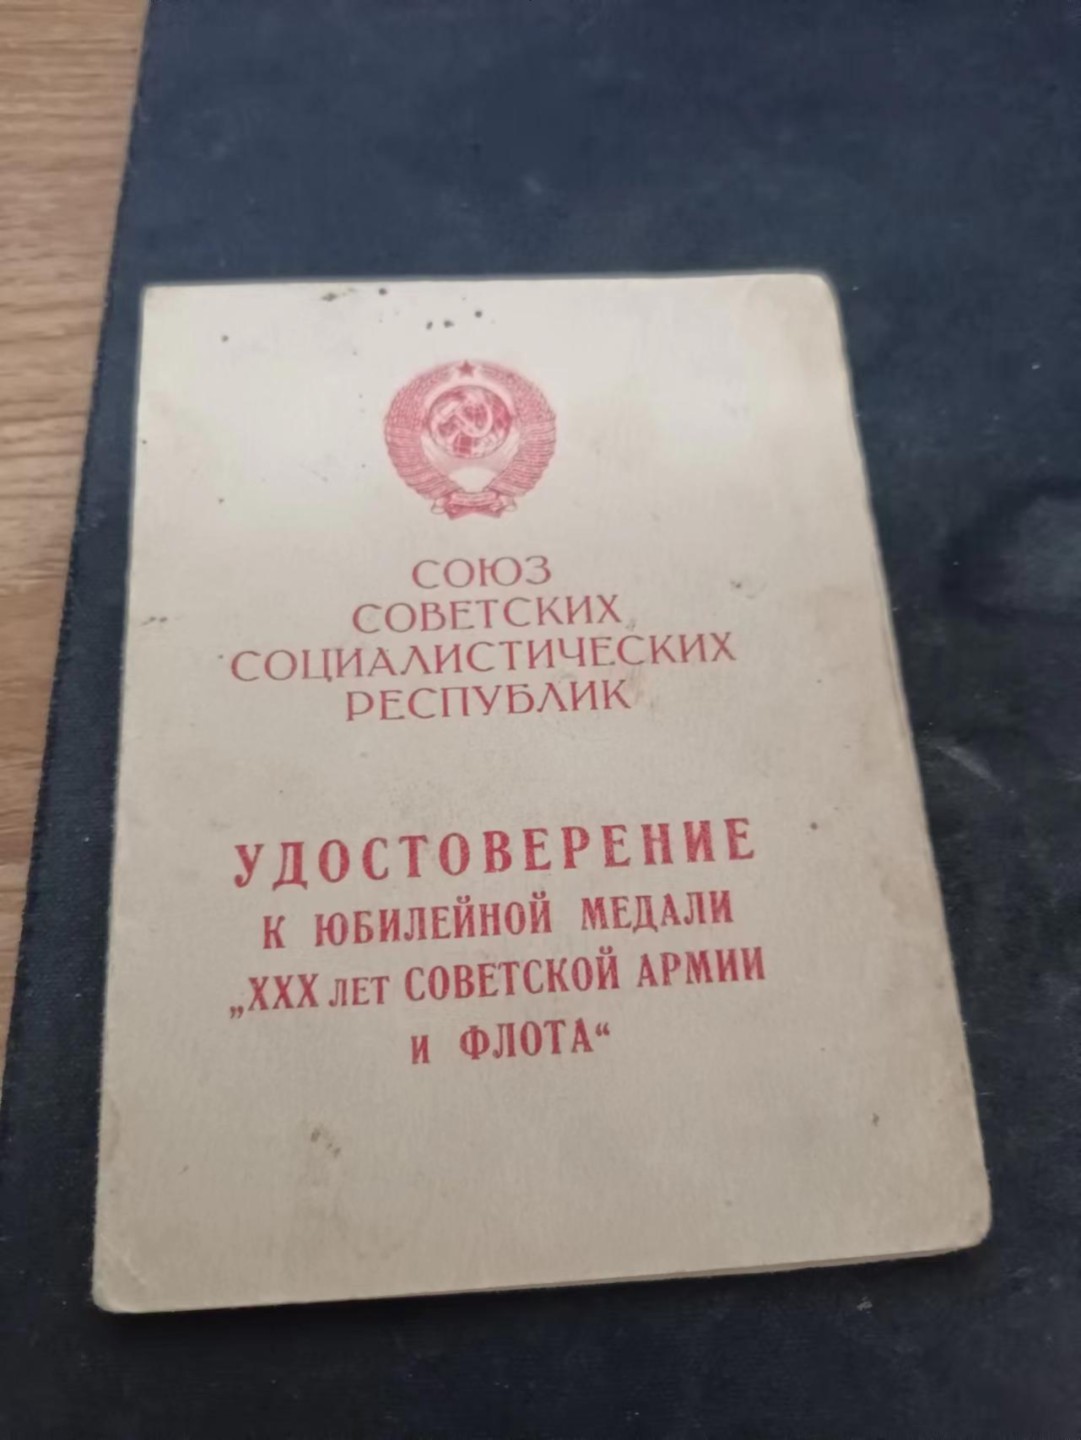 СОЮЗ
СОВЕТСКИХ
СОЦИАЛИСТИЧЕСКИХ
РЕСПУБЛИК
УДОСТОВЕРЕНИЕ
К ЮБИЛЕЙНОЙ МЕДАЛИ
„XXX ЛЕТ СОВЕТСКОЙ АРМИИ
И ФЛОТА“